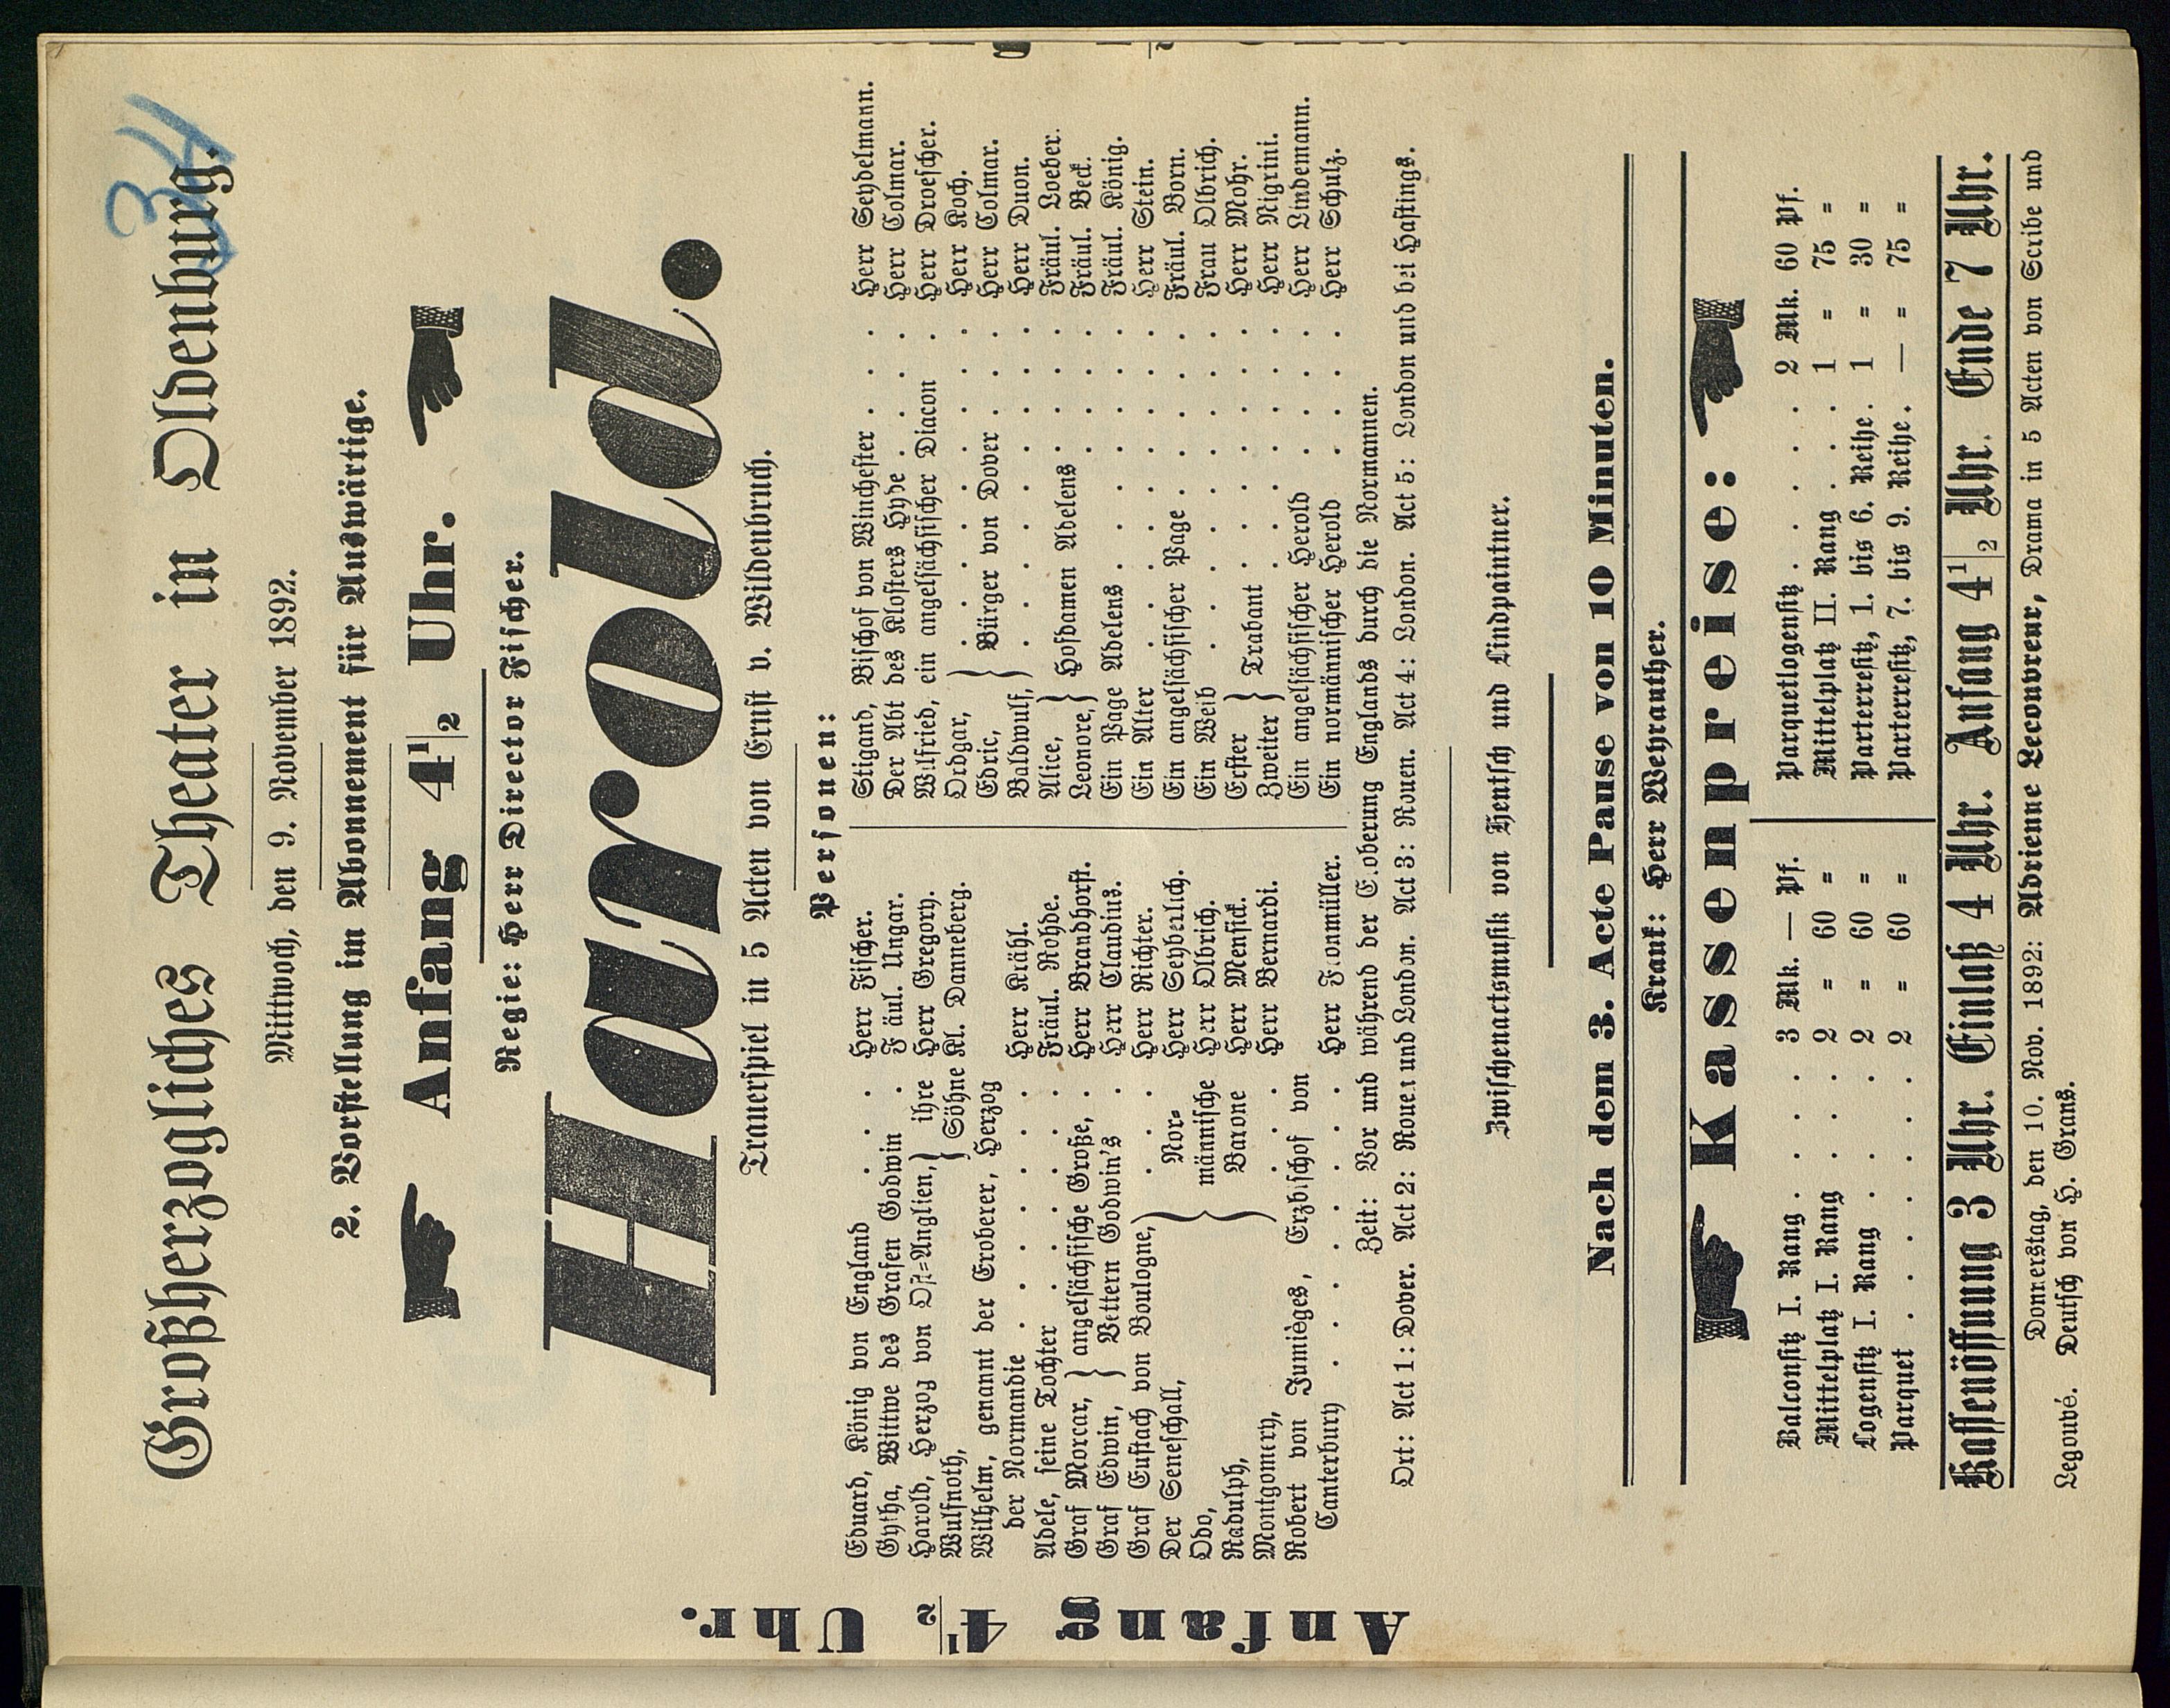 34
Großherzogliches Theater in Oldenburg.
Mittwoch, den 9. November 1892.
2. Vorstellung im Abonnement für Auswärtige.
Anfang 4½ Uhr.
Regie: Herr Director Fischer.
Harold.
Trauerspiel in 5 Acten von Ernst v. Wildenbruch.
Personen:
Eduard, König von England . . . Herr Fischer.
Gytha, Wittwe des Grafen Godwin . F äul. Ungar.
Harold, Herzog von Ost=Anglien, } ihre Herr Gregory.
Wulfnoth, } Söhne Kl. Danneberg.
Wilhelm, genannt der Eroberer, Herzog
der Normandie . . . . . . . Herr Krähl.
Adele, seine Tochter . . . . . . Fräul. Rohde.
Graf Morcar, } angelsächsische Große, . Herr Brandhorst.
Graf Edwin, } Vettern Godwin's . Herr Claudius.
Graf Eustach von Boulogne, . . . Herr Richter.
Der Seneschall, Nor= Herr Seyberlich.
Odo, männische Herr Olbrich.
Radulph, Barone Herr Mensick.
Montgomery, . . Herr Bernardi.
Robert von Jumièges, Erzbischof von
Canterbury . . . . . . . Herr F onmüller.
Stigand, Bischof von Winchester . . . Herr Seydelmann.
Der Abt des Klosters Hyde . . . . Herr Colmar.
Wilfried, ein angelsächsischer Diacon . Herr Droescher.
Ordgar, } . . . . . . . . . Herr Koch.
Edric, } Bürger von Dover . . . Herr Colmar.
Baldwulf, } . . . . . . . . . Herr Duon.
Alice, } Hofdamen Adelens . . Fräul. Loeber.
Leonore, } . . . Fräul. Beck.
Ein Page Adelens . . . . . . . Fräul. König.
Ein Alter . . . . . . . . . Herr Stein.
Ein angelsächsischer Page . . . . . Fräul. Born.
Ein Weib . . . . . . . . . Frau Olbrich.
Erster } Trabant . . . . . . . Herr Mohr.
Zweiter } . . . . . . . Herr Nigrini.
Ein angelsächsischer Herold . . . . Herr Lindemann.
Ein normännischer Herold . . . . Herr Schulz.
Zeit: Vor und während der E oberung Englands durch die Normannen.
Ort: Act 1: Dover. Act 2: Rouen und London. Act 3: Rouen. Act 4: London. Act 5: London und bei Hastings.
Zwischenactsmusik von Hentsch und Lindpaintner.
Nach dem 3. Acte Pause von 10 Minuten.
Krank: Herr Wehrauther.
Kassenpreise:
Balconsitz I. Rang . . . . 3 Mk. — Pf.
Mittelplatz I. Rang . . . . 2 = 60 =
Logensitz I. Rang . . . . 2 = 60 =
Parquet . . . . . . . 2 = 60 =
Parquetlogensitz . . . . . 2 Mk. 60 Pf.
Mittelplatz II. Rang . . . 1 = 75 =
Parterresitz, 1. bis 6. Reihe . 1 = 30 =
Parterresitz, 7. bis 9. Reihe . — = 75 =
Kassenöffnung 3 Uhr. Einlaß 4 Uhr. Anfang 4½ Uhr. Ende 7 Uhr.
Donnerstag, den 10. Nov. 1892: Adrienne Lecouvreur, Drama in 5 Acten von Scribe und
Legouvé. Deutsch von H. Grans.
Anfang 4½ Uhr.